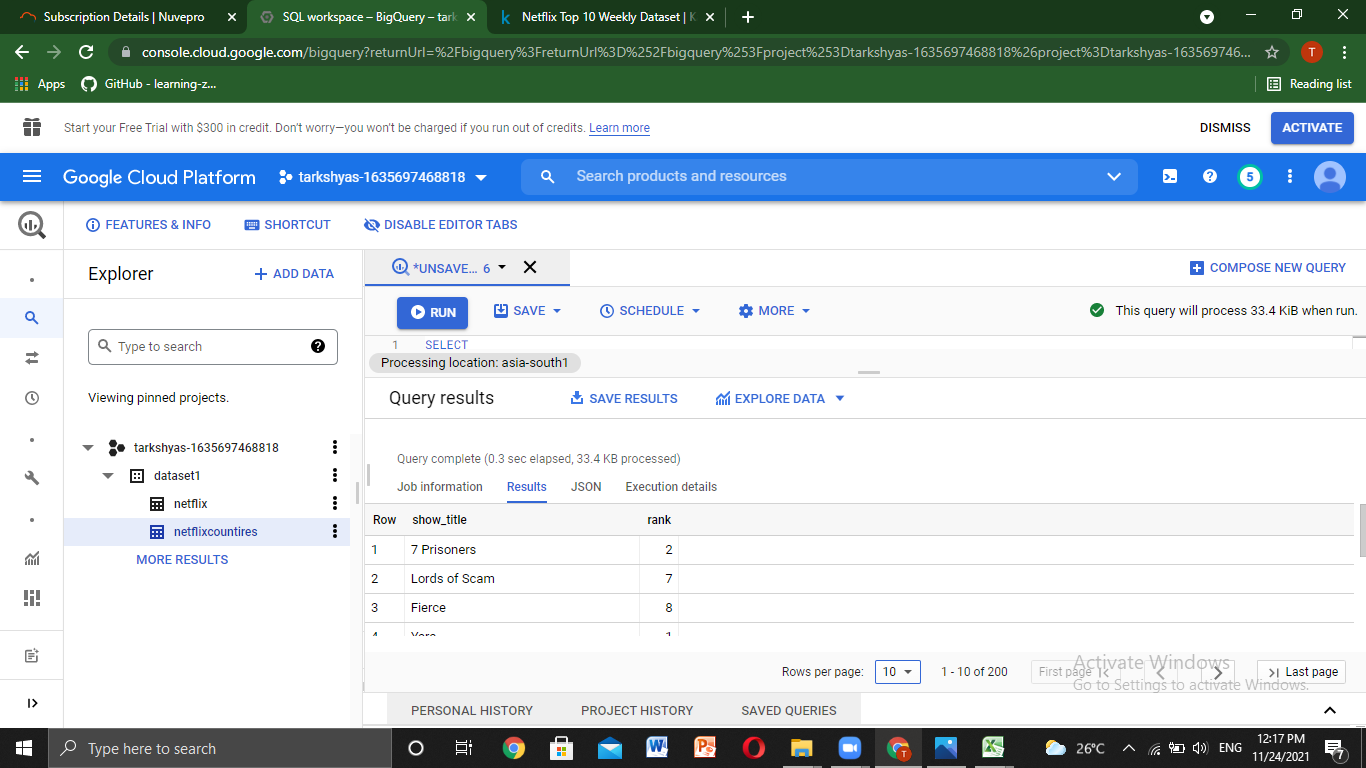 Subscription Details | Nuvepro
SQL workspace – BigQuery – tark
Netflix Top 10 Weekly Dataset | K
console.cloud.google.com/bigquery?returnUrl=%2Fbigquery%3FreturnUrl%3D%252Fbigquery%253Fproject%253Dtarkshyas-1635697468818%26project%3Dtarkshyas-163569746...
T
Apps
GitHub - learning-z...
Reading list
Start your Free Trial with $300 in credit. Don't worry—you won't be charged if you run out of credits. Learn more
DISMISS
ACTIVATE
Google Cloud Platform
tarkshyas-1635697468818
Search products and resources
5
FEATURES & INFO
SHORTCUT
DISABLE EDITOR TABS
Explorer
+ ADD DATA
*UNSAVE... 6
COMPOSE NEW QUERY
RUN
SAVE
SCHEDULE
MORE
This query will process 33.4 KiB when run.
1 SELECT
Type to search
Processing location: asia-south1
Viewing pinned projects.
Query results
SAVE RESULTS
EXPLORE DATA
tarkshyas-1635697468818
dataset1
netflix
netflixcountires
MORE RESULTS
Query complete (0.3 sec elapsed, 33.4 KB processed)
Job information
Results
JSON
Execution details
Row show_title rank
1 7 Prisoners 2
2 Lords of Scam 7
3 Fierce 8
4 Yara 1
Rows per page:
10
1 - 10 of 200
First page
Last page
Activate Windows
Go to Settings to activate Windows.
PERSONAL HISTORY
PROJECT HISTORY
SAVED QUERIES
Type here to search
26°C
ENG
12:17 PM
11/24/2021
7